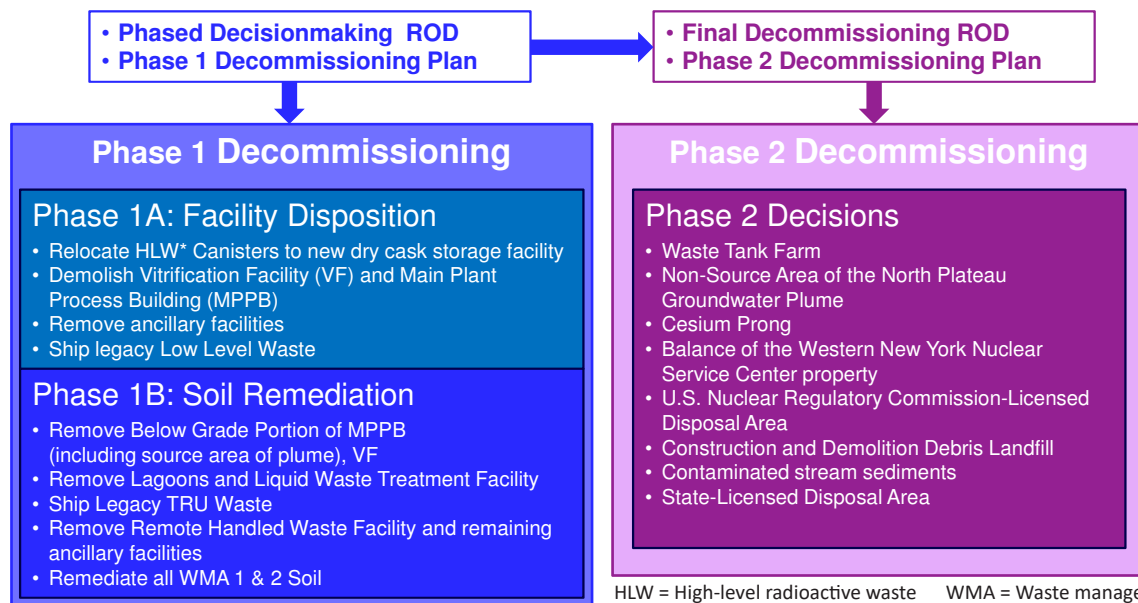 • Phased Decisionmaking ROD
• Phase 1 Decommissioning Plan
• Final Decommissioning ROD
• Phase 2 Decommissioning Plan
Phase 1 Decommissioning
Phase 1A: Facility Disposition
• Relocate HLW* Canisters to new dry cask storage facility
• Demolish Vitrification Facility (VF) and Main Plant
Process Building (MPPB)
• Remove ancillary facilities
• Ship legacy Low Level Waste
Phase 1B: Soil Remediation
• Remove Below Grade Portion of MPPB
(including source area of plume), VF
• Remove Lagoons and Liquid Waste Treatment Facility
• Ship Legacy TRU Waste
• Remove Remote Handled Waste Facility and remaining
ancillary facilities
• Remediate all WMA 1 & 2 Soil
Phase 2 Decommissioning
Phase 2 Decisions
• Waste Tank Farm
• Non-Source Area of the North Plateau
Groundwater Plume
• Cesium Prong
• Balance of the Western New York Nuclear
Service Center property
• U.S. Nuclear Regulatory Commission-Licensed
Disposal Area
• Construction and Demolition Debris Landfill
• Contaminated stream sediments
• State-Licensed Disposal Area
HLW = High-level radioactive waste WMA = Waste manage